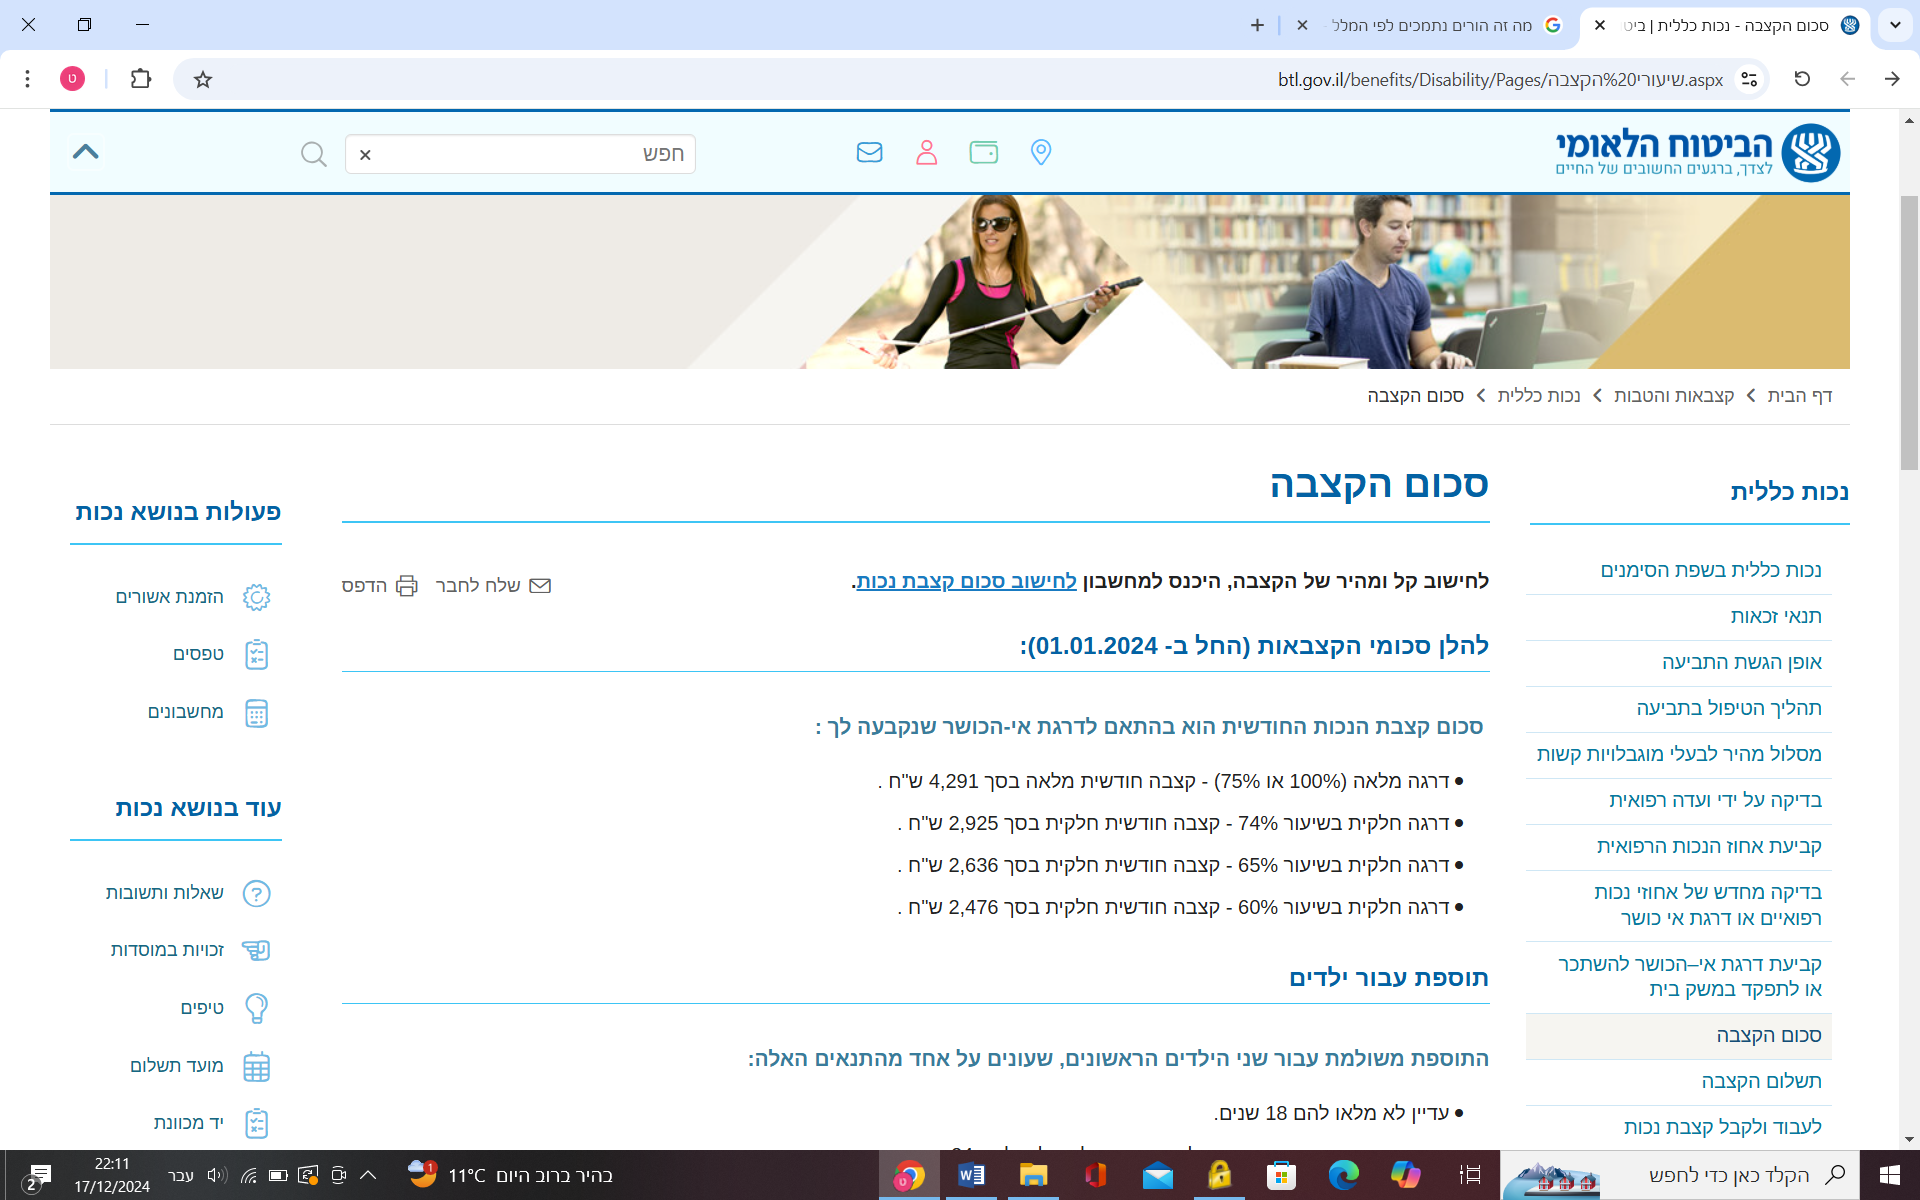 סכום הקצבה - נכות כללית | ביט
מה זה הורים נתמכים לפי המלל
btl.gov.il/benefits/Disability/Pages/שיעורי%20הקצבה.aspx
ט
הביטוח הלאומי
לצדך, ברגעים החשובים של החיים
חפש
דף הבית
קצבאות והטבות
נכות כללית
סכום הקצבה
נכות כללית
נכות כללית בשפת הסימנים
תנאי זכאות
אופן הגשת התביעה
תהליך הטיפול בתביעה
מסלול מהיר לבעלי מוגבלויות קשות
בדיקה על ידי ועדה רפואית
קביעת אחוז הנכות הרפואית
בדיקה מחדש של אחוזי נכות
רפואיים או דרגת אי כושר
קביעת דרגת אי–הכושר להשתכר
או לתפקד במשק בית
סכום הקצבה
תשלום הקצבה
לעבוד ולקבל קצבת נכות
סכום הקצבה
לחישוב קל ומהיר של הקצבה, היכנס למחשבון לחישוב סכום קצבת נכות.
שלח לחבר
הדפס
להלן סכומי הקצבאות (החל ב- 01.01.2024):
סכום קצבת הנכות החודשית הוא בהתאם לדרגת אי-הכושר שנקבעה לך :
• דרגה מלאה (100% או 75%) - קצבה חודשית מלאה בסך 4,291 ש"ח .
• דרגה חלקית בשיעור 74% - קצבה חודשית חלקית בסך 2,925 ש"ח .
• דרגה חלקית בשיעור 65% - קצבה חודשית חלקית בסך 2,636 ש"ח .
• דרגה חלקית בשיעור 60% - קצבה חודשית חלקית בסך 2,476 ש"ח .
תוספת עבור ילדים
התוספת משולמת עבור שני הילדים הראשונים, שעונים על אחד מהתנאים האלה:
• עדיין לא מלאו להם 18 שנים.
פעולות בנושא נכות
הזמנת אשורים
טפסים
מחשבונים
עוד בנושא נכות
שאלות ותשובות
זכויות במוסדות
טיפים
מועד תשלום
יד מכוונת
הקלד כאן כדי לחפש
11°C בהיר ברוב היום
1
עבר
22:11
17/12/2024
2